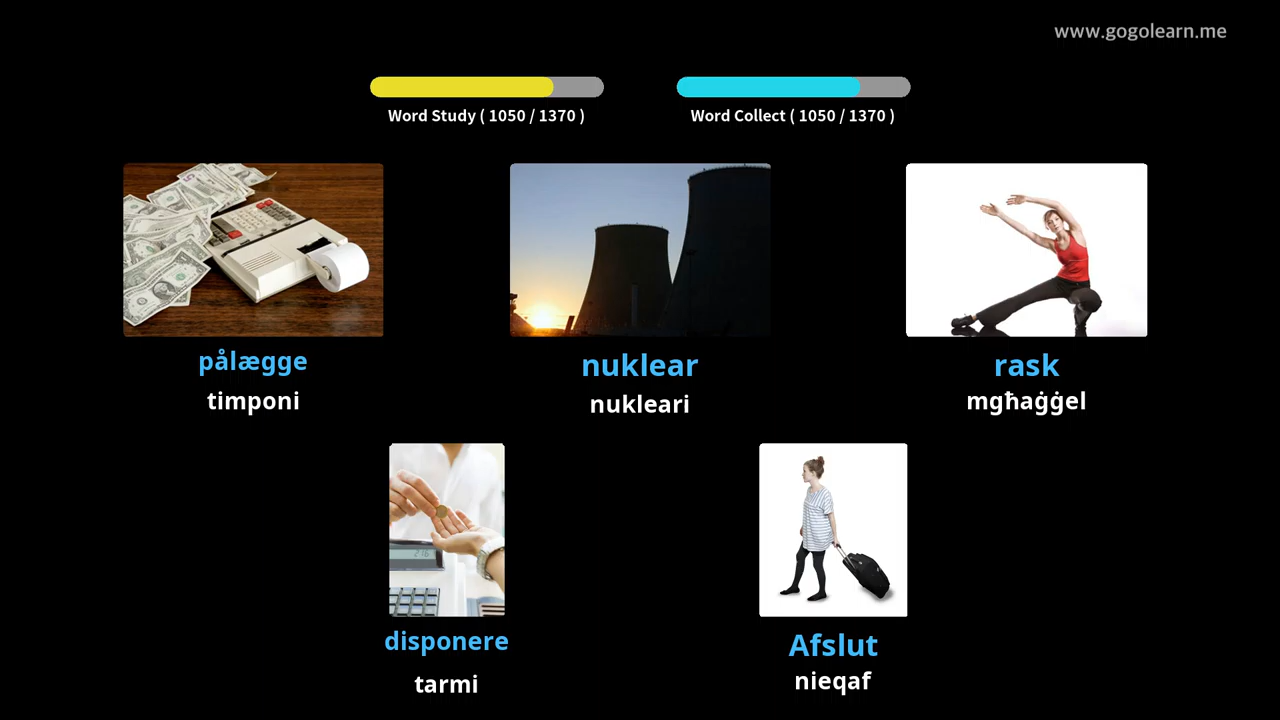 www.gogolearn.me
Word Study ( 1050 / 1370 )
Word Collect ( 1050 / 1370 )
pålægge
timponi
nuklear
nukleari
rask
mgħaġġel
disponere
tarmi
Afslut
nieqaf